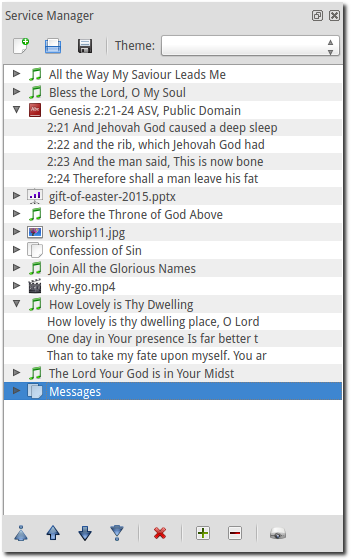 Service Manager
Theme:
All the Way My Saviour Leads Me
Bless the Lord, O My Soul
Genesis 2:21-24 ASV, Public Domain
2:21 And Jehovah God caused a deep sleep
2:22 and the rib, which Jehovah God had
2:23 And the man said, This is now bone
2:24 Therefore shall a man leave his fat
gift-of-easter-2015.pptx
Before the Throne of God Above
worship11.jpg
Confession of Sin
Join All the Glorious Names
why-go.mp4
How Lovely is Thy Dwelling
How lovely is thy dwelling place, O Lord
One day in Your presence Is far better t
Than to take my fate upon myself. You ar
The Lord Your God is in Your Midst
Messages